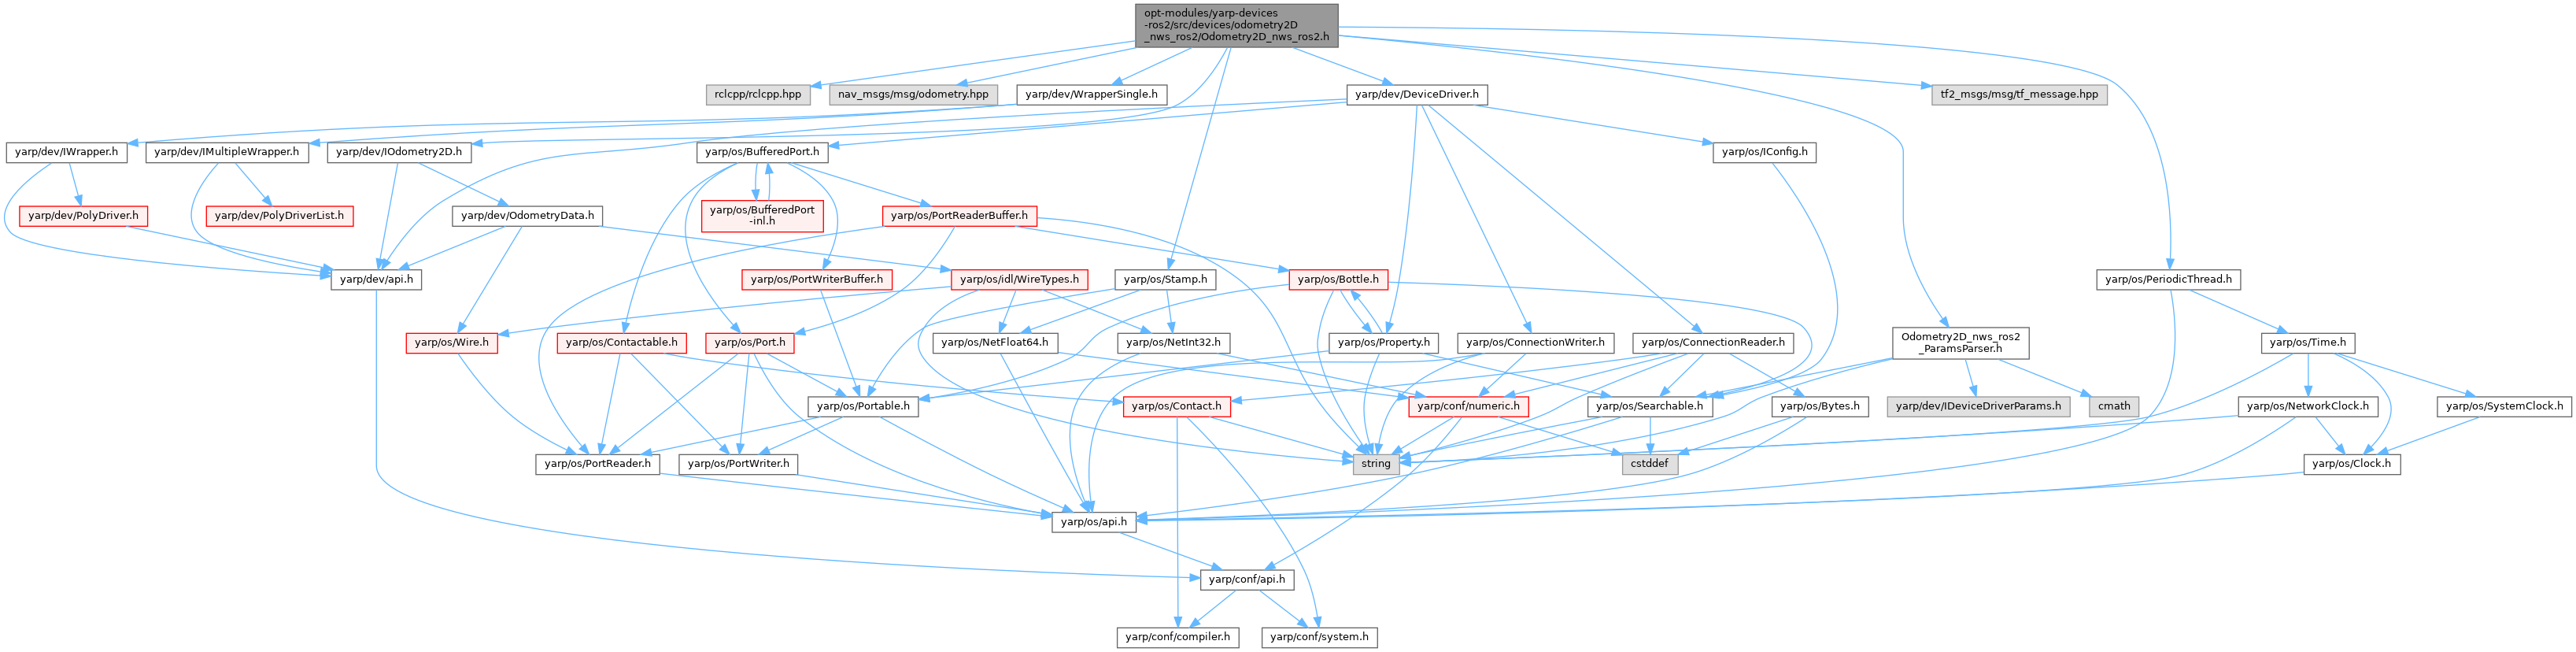 opt-modules/yarp-devices
-ros2/src/devices/odometry2D
_nws_ros2/Odometry2D_nws_ros2.h
rclcpp/rclcpp.hpp
nav_msgs/msg/odometry.hpp
yarp/dev/WrapperSingle.h
yarp/dev/DeviceDriver.h
tf2_msgs/msg/tf_message.hpp
yarp/dev/IWrapper.h
yarp/dev/IMultipleWrapper.h
yarp/dev/IOdometry2D.h
yarp/os/BufferedPort.h
yarp/os/IConfig.h
yarp/dev/PolyDriver.h
yarp/dev/PolyDriverList.h
yarp/dev/OdometryData.h
yarp/os/BufferedPort
-inl.h
yarp/os/PortReaderBuffer.h
yarp/dev/api.h
yarp/os/PortWriterBuffer.h
yarp/os/idl/WireTypes.h
yarp/os/Stamp.h
yarp/os/Bottle.h
yarp/os/PeriodicThread.h
yarp/os/Wire.h
yarp/os/Contactable.h
yarp/os/Port.h
yarp/os/NetFloat64.h
yarp/os/NetInt32.h
yarp/os/Property.h
yarp/os/ConnectionWriter.h
yarp/os/ConnectionReader.h
Odometry2D_nws_ros2
_ParamsParser.h
yarp/os/Time.h
yarp/os/Portable.h
yarp/os/Contact.h
yarp/conf/numeric.h
yarp/os/Searchable.h
yarp/os/Bytes.h
yarp/dev/IDeviceDriverParams.h
cmath
yarp/os/NetworkClock.h
yarp/os/SystemClock.h
yarp/os/PortReader.h
yarp/os/PortWriter.h
string
cstddef
yarp/os/Clock.h
yarp/os/api.h
yarp/conf/api.h
yarp/conf/compiler.h
yarp/conf/system.h